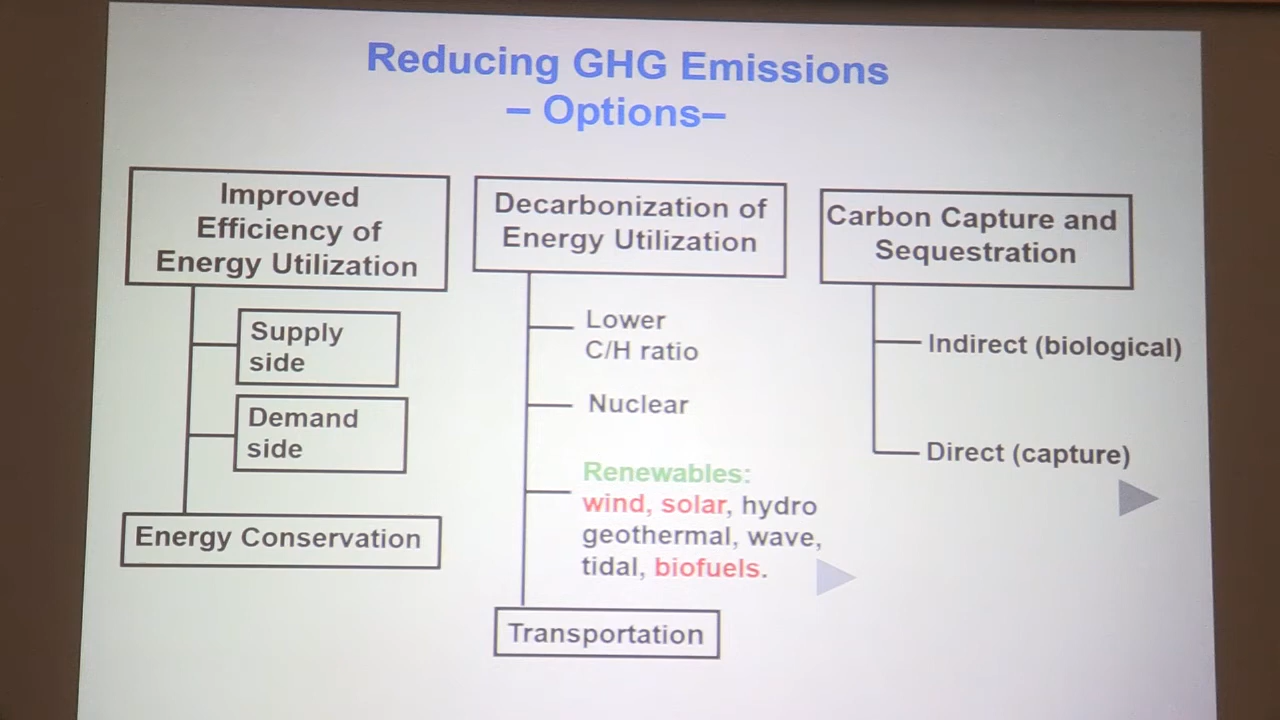 Reducing GHG Emissions
– Options–
Improved
Efficiency of
Energy Utilization
Supply
side
Demand
side
Energy Conservation
Decarbonization of
Energy Utilization
Lower
C/H ratio
Nuclear
Renewables:
wind, solar, hydro
geothermal, wave,
tidal, biofuels.
Transportation
Carbon Capture and
Sequestration
Indirect (biological)
Direct (capture)